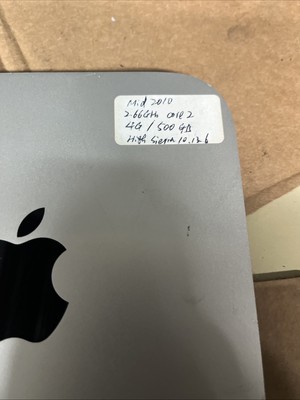 Mid 2010
2.66GHz core 2
4G / 500 GB
High Sierra 10.13.6